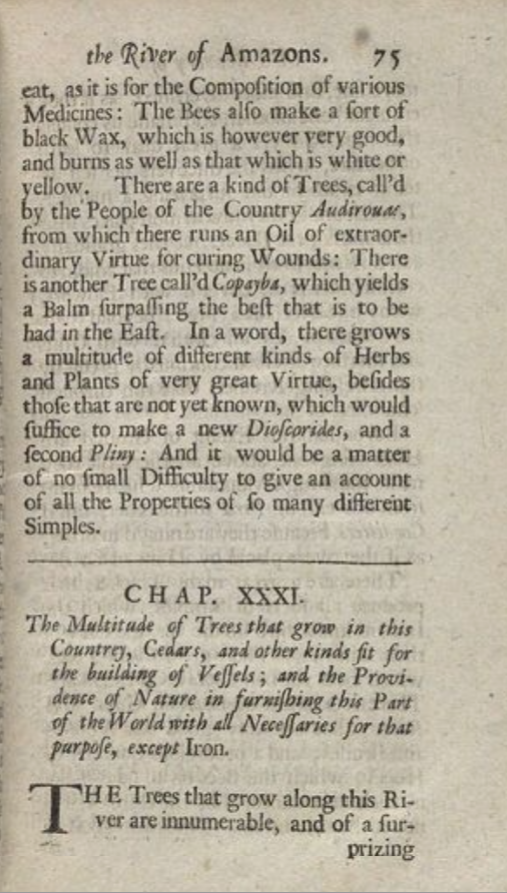 the River of Amazons. 75
eat, as it is for the Compoſition of various
Medicines: The Bees alſo make a ſort of
black Wax, which is however very good,
and burns as well as that which is white or
yellow. There are a kind of Trees, call'd
by the People of the Country Audirouae,
from which there runs an Oil of extraor-
dinary Virtue for curing Wounds: There
is another Tree call'd Copayba, which yields
a Balm ſurpaſſing the beſt that is to be
had in the Eaſt. In a word, there grows
a multitude of different kinds of Herbs
and Plants of very great Virtue, beſides
thoſe that are not yet known, which would
ſuffice to make a new Dioſcorides, and a
ſecond Pliny: And it would be a matter
of no ſmall Difficulty to give an account
of all the Properties of ſo many different
Simples.
CHAP. XXXI.
The Multitude of Trees that grow in this
Countrey, Cedars, and other kinds fit for
the building of Veſſels; and the Provi-
dence of Nature in furniſhing this Part
of the World with all Neceſſaries for that
purpoſe, except Iron.
THE Trees that grow along this Ri-
ver are innumerable, and of a ſur-
prizing